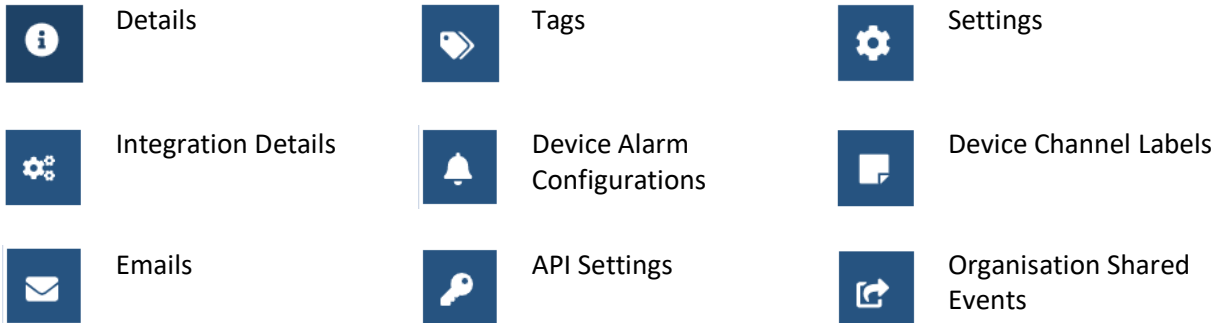 Details
Tags
Settings
Integration Details
Device Alarm
Configurations
Device Channel Labels
Emails
API Settings
Organisation Shared
Events